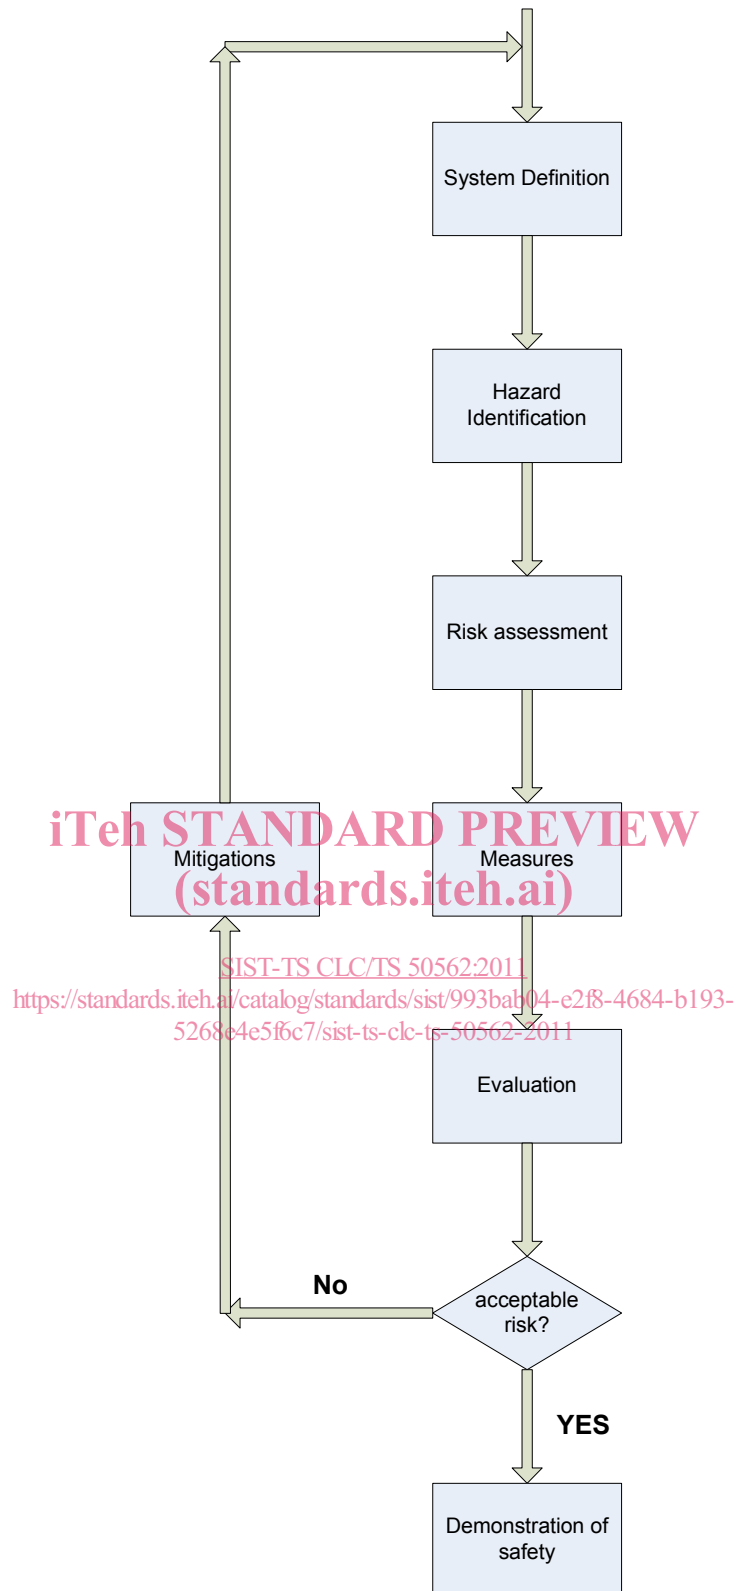 System Definition
Hazard
Identification
Risk assessment
iTeh STANDARD PREVIEW
Mitigations
Measures
(standards.iteh.ai)
SIST-TS CLC/TS 50562:2011
https://standards.iteh.ai/catalog/standards/sist/993bab04-e2f8-4684-b193-
5268e4e5f6c7/sist-ts-clc-ts-50562-2011
Evaluation
No
acceptable
risk?
YES
Demonstration of
safety